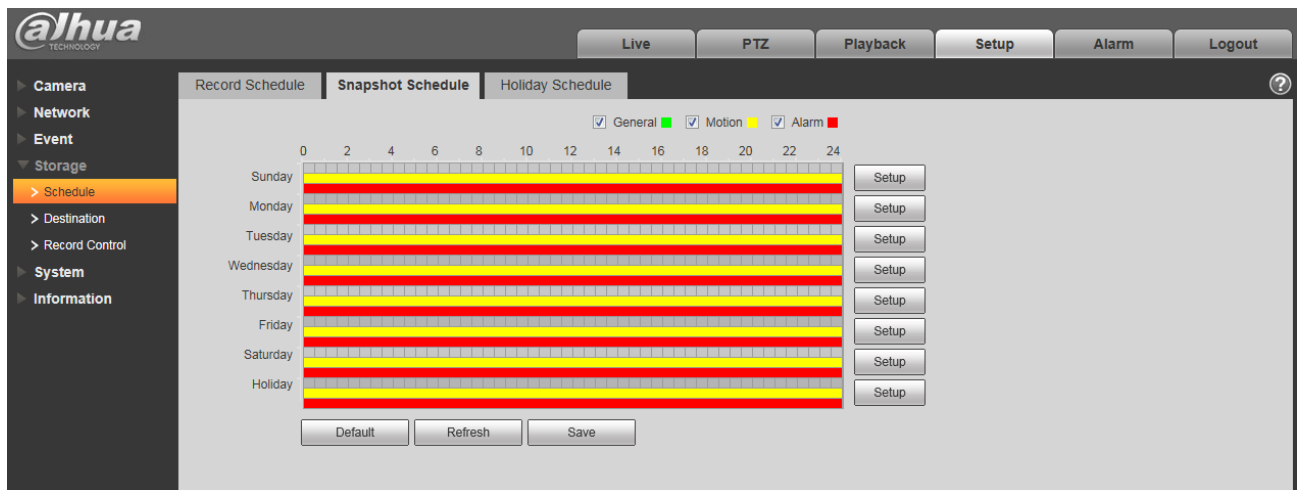 alhua
TECHNOLOGY
Live PTZ Playback Setup Alarm Logout
Camera
Network
Event
Storage
Schedule
Destination
Record Control
System
Information
Record Schedule Snapshot Schedule Holiday Schedule ?
General Motion Alarm
0 2 4 6 8 10 12 14 16 18 20 22 24
Sunday Setup
Monday Setup
Tuesday Setup
Wednesday Setup
Thursday Setup
Friday Setup
Saturday Setup
Holiday Setup
Default Refresh Save